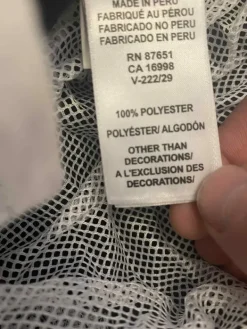 MADE IN PERU
FABRIQUÉ AU PÉROU
FABRICADO NO PERU
FABRICADO EN PERU
RN 87651
CA 16998
V-222/29
100% POLYESTER
POLYÉSTER/ ALGODÓN
OTHER THAN
DECORATIONS/
A L'EXCLUSION DES
DECORATIONS/